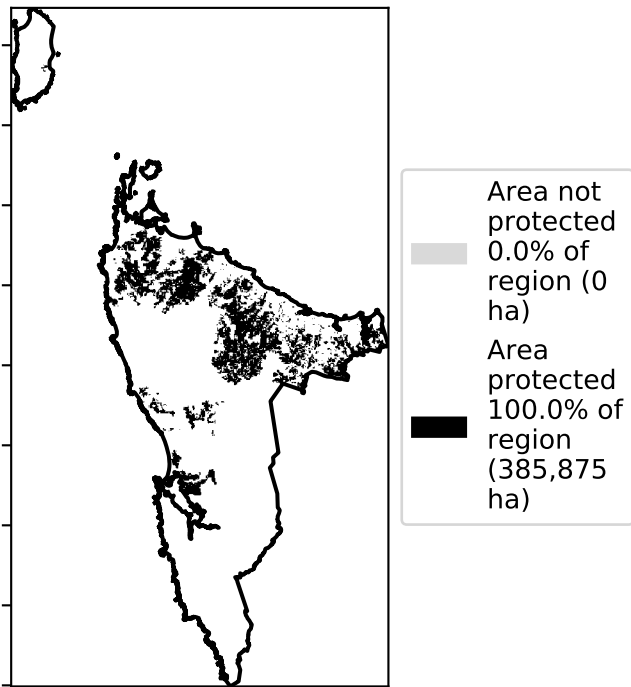 Area not
protected
0.0% of
region (0
ha)
Area
protected
100.0% of
region
(385,875
ha)